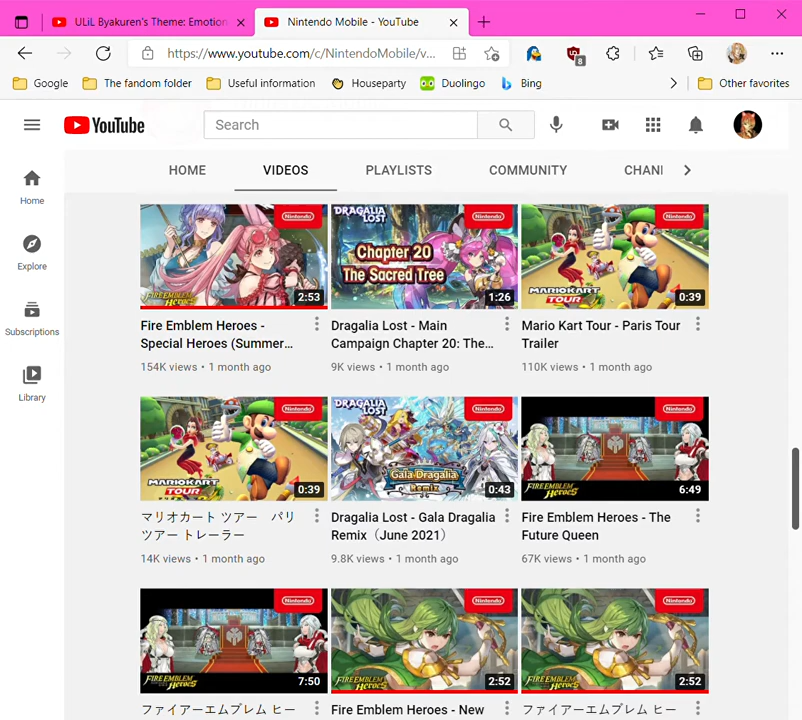 ULiL Byakuren's Theme: Emotion
Nintendo Mobile - YouTube
https://www.youtube.com/c/NintendoMobile/v...
8
Google
The fandom folder
Useful information
Houseparty
Duolingo
Bing
Other favorites
YouTube
Search
HOME
VIDEOS
PLAYLISTS
COMMUNITY
CHAN
Home
Explore
Subscriptions
Library
Nintendo
FIRE EMBLEM HEROES
2:53
DRAGALIA LOST
Nintendo
Chapter 20
The Sacred Tree
1:26
Nintendo
MARIOKART TOUR
0:39
Fire Emblem Heroes -
Special Heroes (Summer...
154K views • 1 month ago
Dragalia Lost - Main
Campaign Chapter 20: The...
9K views • 1 month ago
Mario Kart Tour - Paris Tour
Trailer
110K views • 1 month ago
Nintendo
MARIOKART TOUR
0:39
DRAGALIA LOST
Nintendo
Gala Dragalia
Remix
0:43
Nintendo
FIRE EMBLEM HEROES
6:49
マリオカート ツアー　パリ
ツアー トレーラー
14K views • 1 month ago
Dragalia Lost - Gala Dragalia
Remix（June 2021）
9.8K views • 1 month ago
Fire Emblem Heroes - The
Future Queen
67K views • 1 month ago
Nintendo
FIRE EMBLEM HEROES
7:50
Nintendo
FIRE EMBLEM HEROES
2:52
Nintendo
FIRE EMBLEM HEROES
2:52
ファイアーエムブレム ヒー
Fire Emblem Heroes - New
ファイアーエムブレム ヒー